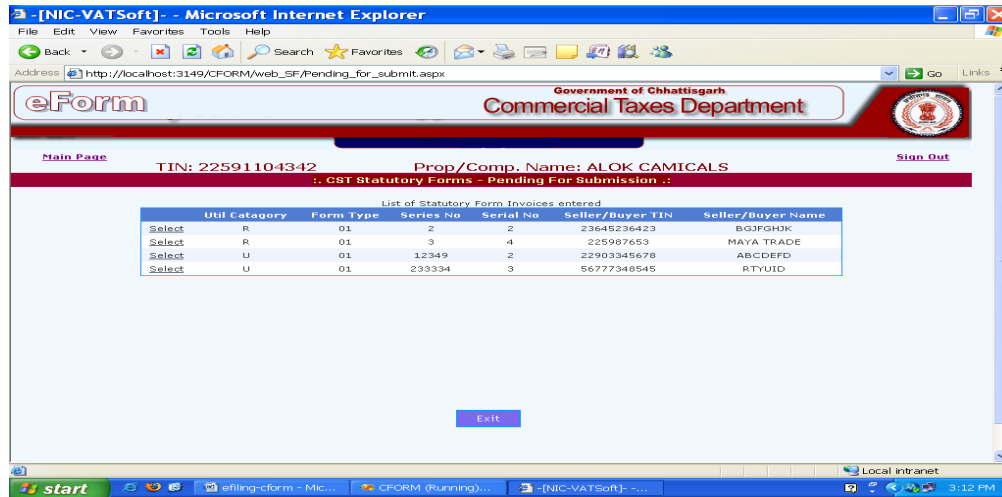 -[NIC-VATSoft]- - Microsoft Internet Explorer
File Edit View Favorites Tools Help
Back Search Favorites
Address http://localhost:3149/CFORM/web_SF/Pending_for_submit.aspx Go Links
eForm
Government of Chhattisgarh
Commercial Taxes Department
Main Page Sign Out
TIN: 22591104342 Prop/Comp. Name: ALOK CAMICALS
:. CST Statutory Forms - Pending For Submission .:
List of Statutory Form Invoices entered
Util Catagory Form Type Series No Serial No Seller/Buyer TIN Seller/Buyer Name
Select R 01 2 2 23645236423 BGJFGHJK
Select R 01 3 4 225987653 MAYA TRADE
Select U 01 12349 2 22903345678 ABCDEFD
Select U 01 233334 3 56777348545 RTYUID
Exit
Local intranet
start efiling-cform - Mic... CFORM (Running)... -[NIC-VATSoft]- -... 3:12 PM